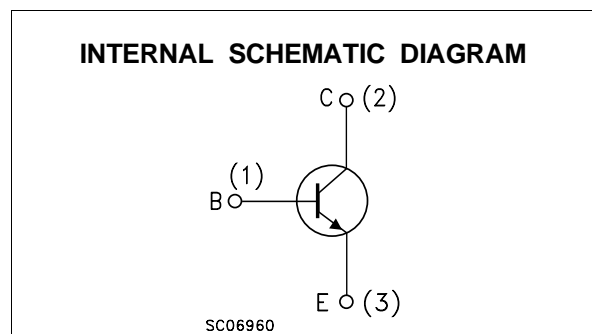 INTERNAL SCHEMATIC DIAGRAM
C (2)
(1)
B
E (3)
SC06960